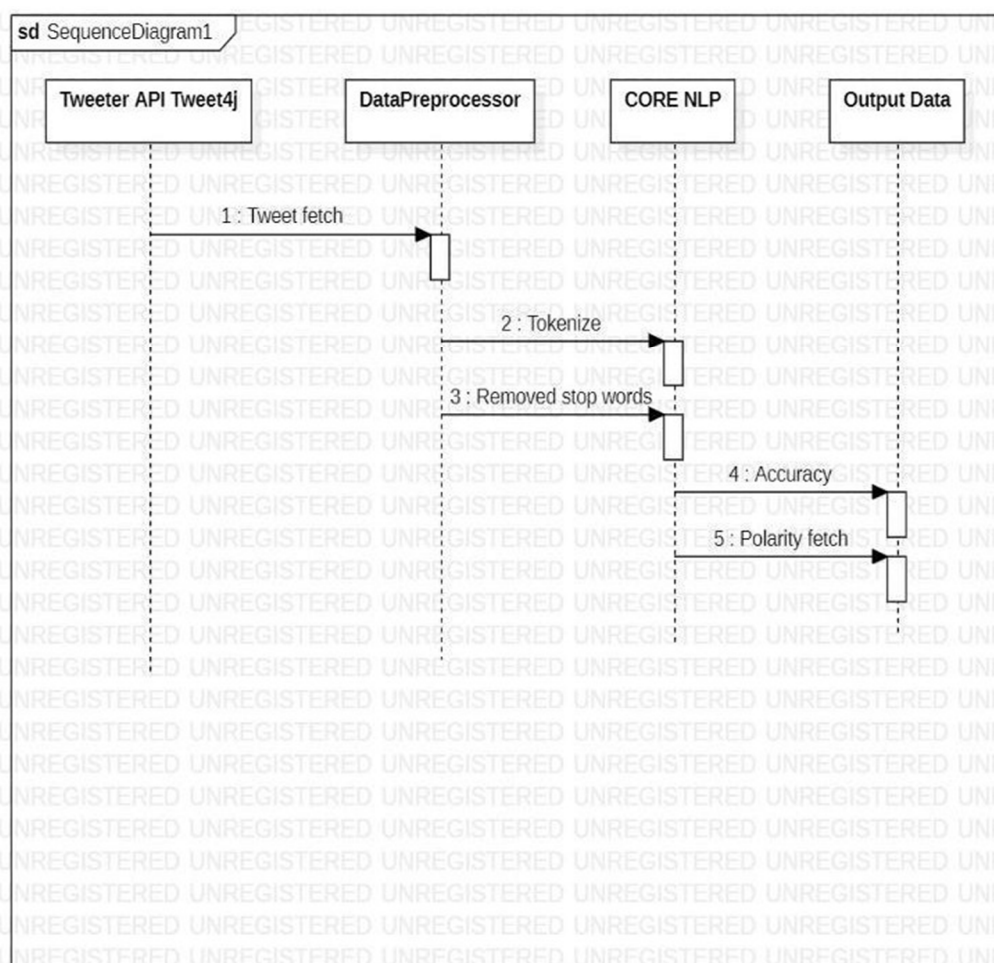 sd SequenceDiagram1
Tweeter API Tweet4j
DataPreprocessor
CORE NLP
Output Data
1 : Tweet fetch
2 : Tokenize
3 : Removed stop words
4 : Accuracy
5 : Polarity fetch
UNREGISTERED